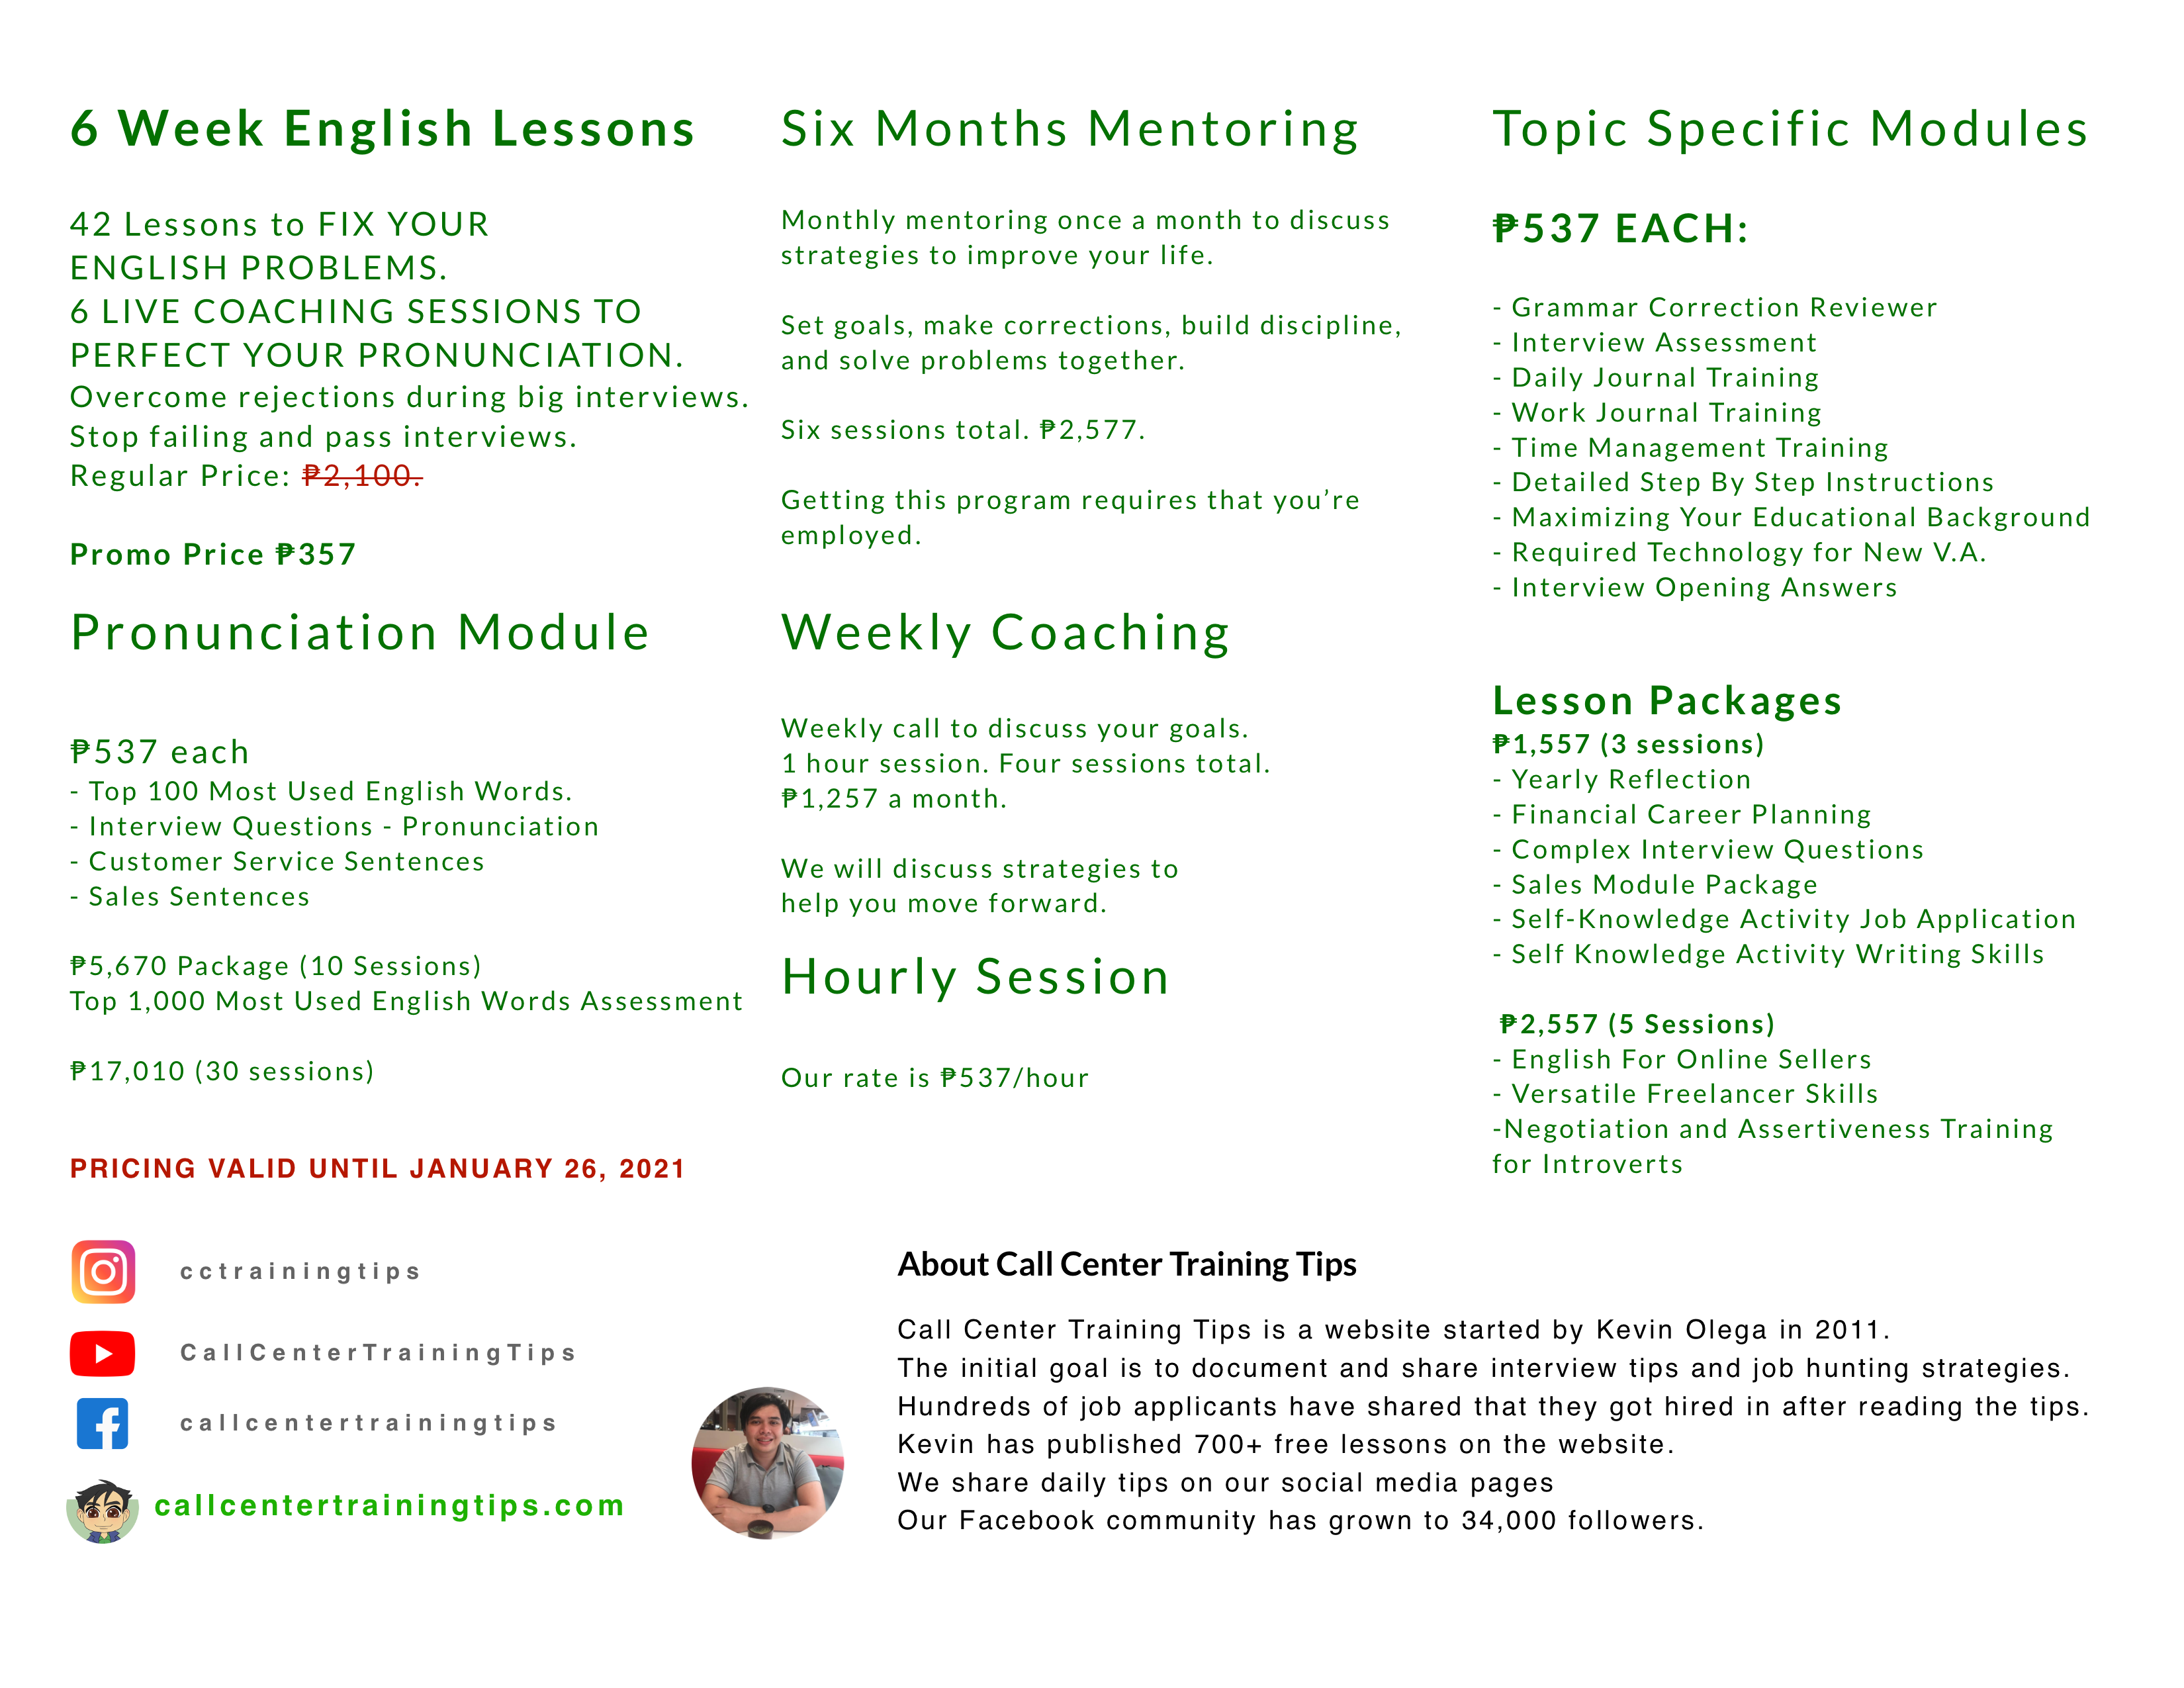 6 Week English Lessons
42 Lessons to FIX YOUR
ENGLISH PROBLEMS.
6 LIVE COACHING SESSIONS TO
PERFECT YOUR PRONUNCIATION.
Overcome rejections during big interviews.
Stop failing and pass interviews.
Regular Price: ₱2,100.
Promo Price ₱357
Pronunciation Module
₱537 each
- Top 100 Most Used English Words.
- Interview Questions - Pronunciation
- Customer Service Sentences
- Sales Sentences
₱5,670 Package (10 Sessions)
Top 1,000 Most Used English Words Assessment
₱17,010 (30 sessions)
PRICING VALID UNTIL JANUARY 26, 2021
Six Months Mentoring
Monthly mentoring once a month to discuss
strategies to improve your life.
Set goals, make corrections, build discipline,
and solve problems together.
Six sessions total. ₱2,577.
Getting this program requires that you’re
employed.
Weekly Coaching
Weekly call to discuss your goals.
1 hour session. Four sessions total.
₱1,257 a month.
We will discuss strategies to
help you move forward.
Hourly Session
Our rate is ₱537/hour
Topic Specific Modules
₱537 EACH:
- Grammar Correction Reviewer
- Interview Assessment
- Daily Journal Training
- Work Journal Training
- Time Management Training
- Detailed Step By Step Instructions
- Maximizing Your Educational Background
- Required Technology for New V.A.
- Interview Opening Answers
Lesson Packages
₱1,557 (3 sessions)
- Yearly Reflection
- Financial Career Planning
- Complex Interview Questions
- Sales Module Package
- Self-Knowledge Activity Job Application
- Self Knowledge Activity Writing Skills
₱2,557 (5 Sessions)
- English For Online Sellers
- Versatile Freelancer Skills
-Negotiation and Assertiveness Training
for Introverts
cctrainingtips
CallCenterTrainingTips
callcentertrainingtips
callcentertrainingtips.com
About Call Center Training Tips
Call Center Training Tips is a website started by Kevin Olega in 2011.
The initial goal is to document and share interview tips and job hunting strategies.
Hundreds of job applicants have shared that they got hired in after reading the tips.
Kevin has published 700+ free lessons on the website.
We share daily tips on our social media pages
Our Facebook community has grown to 34,000 followers.